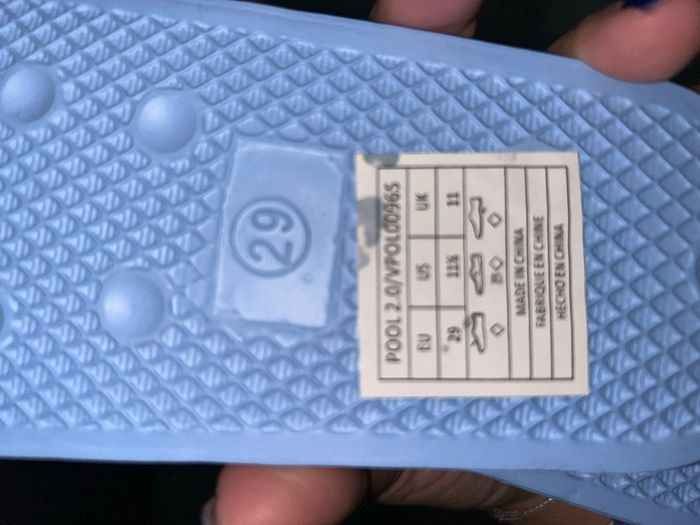 29
POOL 2.0/VPOL0096S
EU US UK
29 11½ 11
MADE IN CHINA
FABRIQUE EN CHINE
HECHO EN CHINA